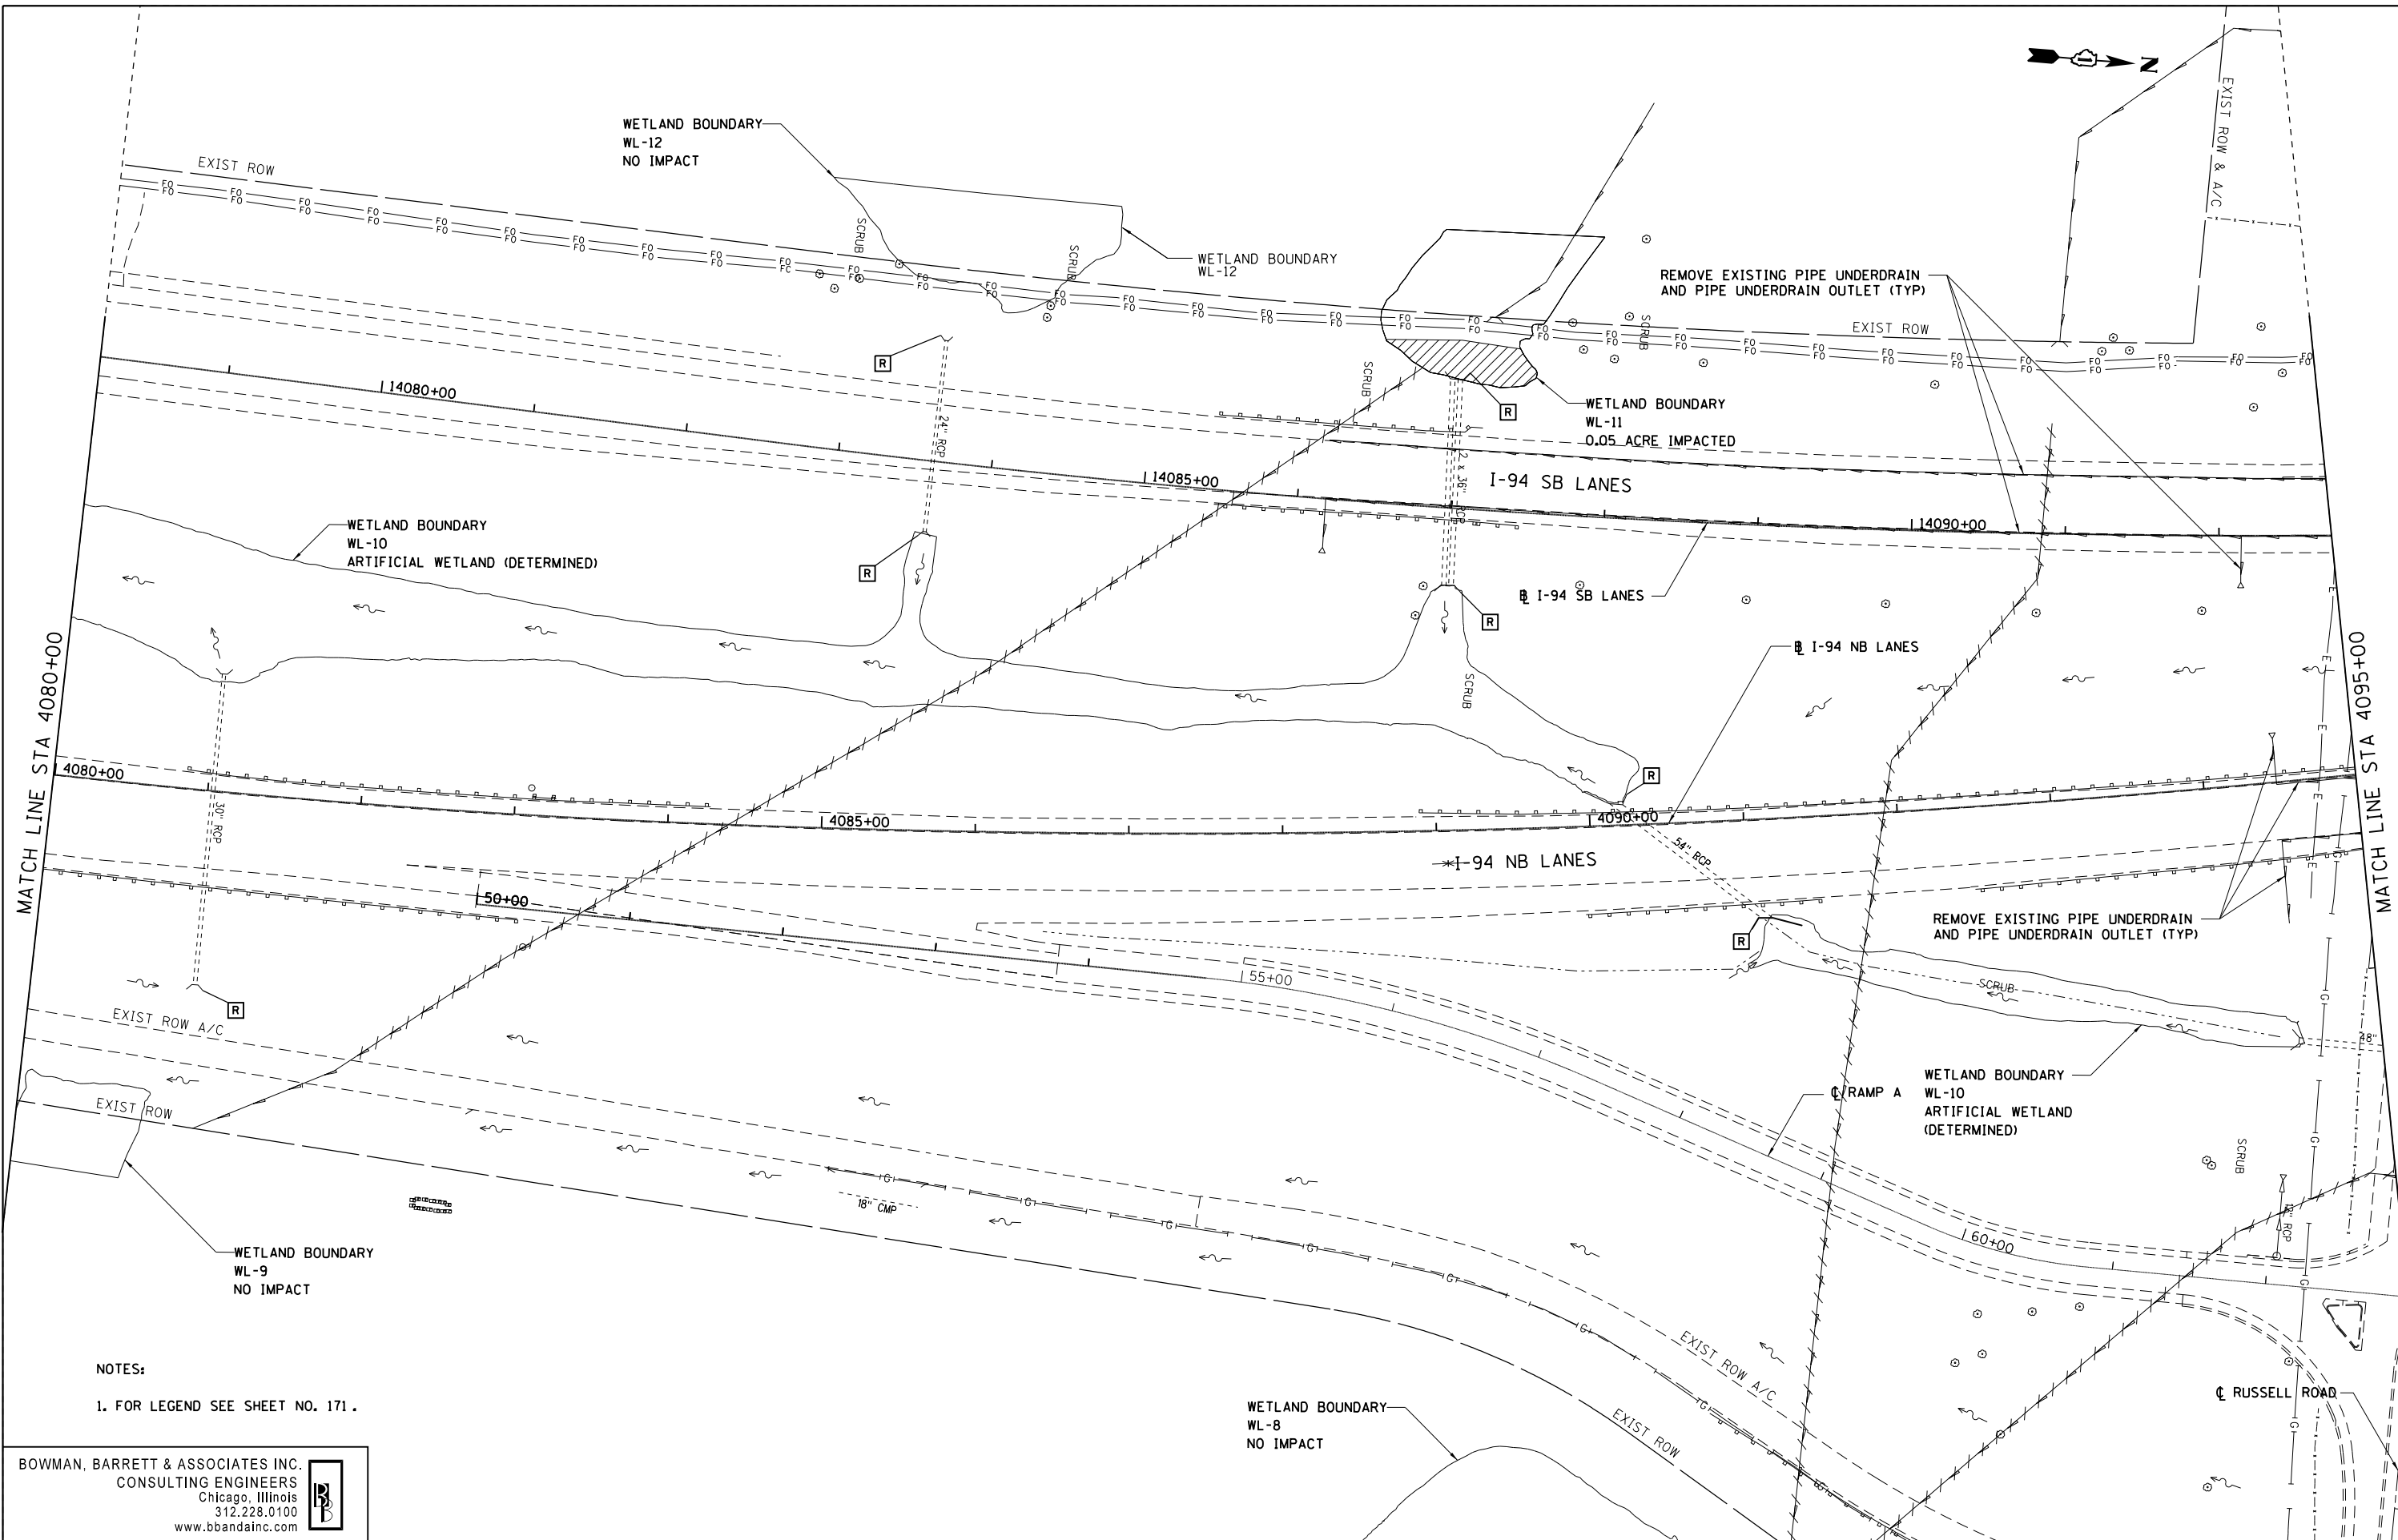 N
EXIST ROW & A/C
WETLAND BOUNDARY
WL-12
NO IMPACT
EXIST ROW
SCRUB
SCRUB
WETLAND BOUNDARY
WL-12
REMOVE EXISTING PIPE UNDERDRAIN
AND PIPE UNDERDRAIN OUTLET (TYP)
EXIST ROW
SCRUB
SCRUB
R
R
14080+00
24" RCP
WETLAND BOUNDARY
WL-11
0.05 ACRE IMPACTED
14085+00
2 x 36" RCP
I-94 SB LANES
14090+00
WETLAND BOUNDARY
WL-10
ARTIFICIAL WETLAND (DETERMINED)
R
R
B I-94 SB LANES
B I-94 NB LANES
SCRUB
MATCH LINE STA 4080+00
MATCH LINE STA 4095+00
4080+00
30" RCP
4085+00
4090+00
R
54" RCP
I-94 NB LANES
50+00
55+00
REMOVE EXISTING PIPE UNDERDRAIN
AND PIPE UNDERDRAIN OUTLET (TYP)
R
SCRUB
R
EXIST ROW A/C
48"
EXIST ROW
℄ RAMP A
WETLAND BOUNDARY
WL-10
ARTIFICIAL WETLAND
(DETERMINED)
SCRUB
18" CMP
RCP
60+00
WETLAND BOUNDARY
WL-9
NO IMPACT
EXIST ROW A/C
EXIST ROW
℄ RUSSELL ROAD
WETLAND BOUNDARY
WL-8
NO IMPACT
NOTES:
1. FOR LEGEND SEE SHEET NO. 171.
BOWMAN, BARRETT & ASSOCIATES INC.
CONSULTING ENGINEERS
Chicago, Illinois
312.228.0100
www.bbandainc.com